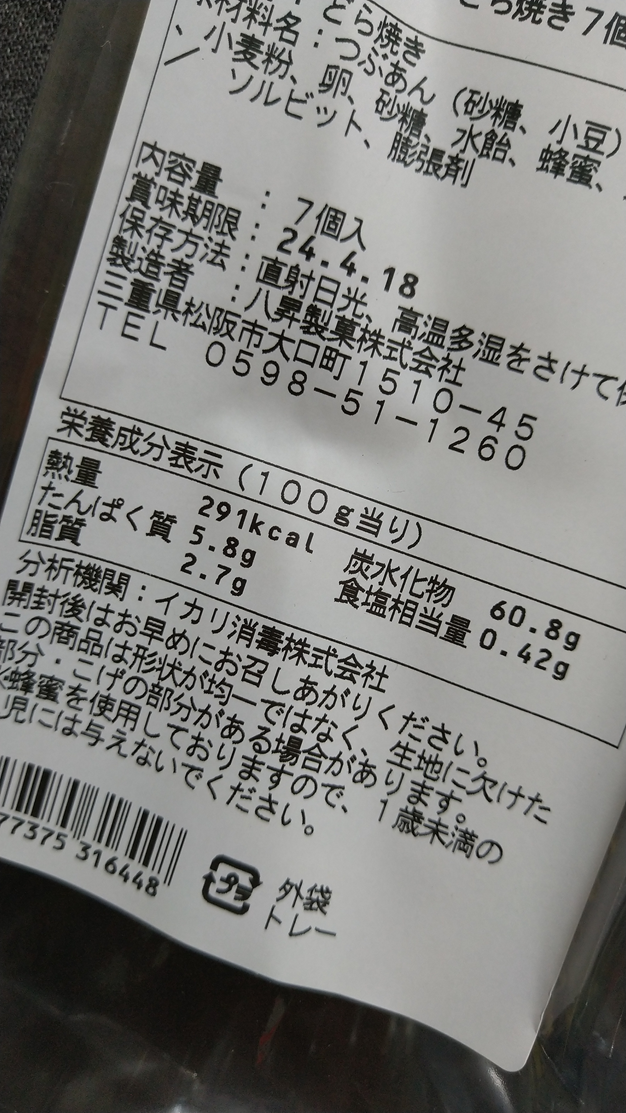 どら焼き7個
：どら焼き
材料名：つぶあん（砂糖、小豆）
、小麦粉、卵、砂糖、水飴、蜂蜜、
／ソルビット、膨張剤
内容量：7個入
賞味期限：24.4.18
保存方法：直射日光、高温多湿をさけて
製造者：八昇製菓株式会社
三重県松阪市大口町1510-45
TEL 0598-51-1260
栄養成分表示（100g当り）
熱量 291kcal 炭水化物 60.8g
たんぱく質 5.8g 食塩相当量 0.42g
脂質 2.7g
分析機関：イカリ消毒株式会社
開封後はお早めにお召しあがりください。
この商品は形状が均一ではなく、生地に欠けた
部分・こげの部分がある場合があります。
蜂蜜を使用しておりますので、1歳未満の
児には与えないでください。
77375 316448
プラ
外袋
トレー